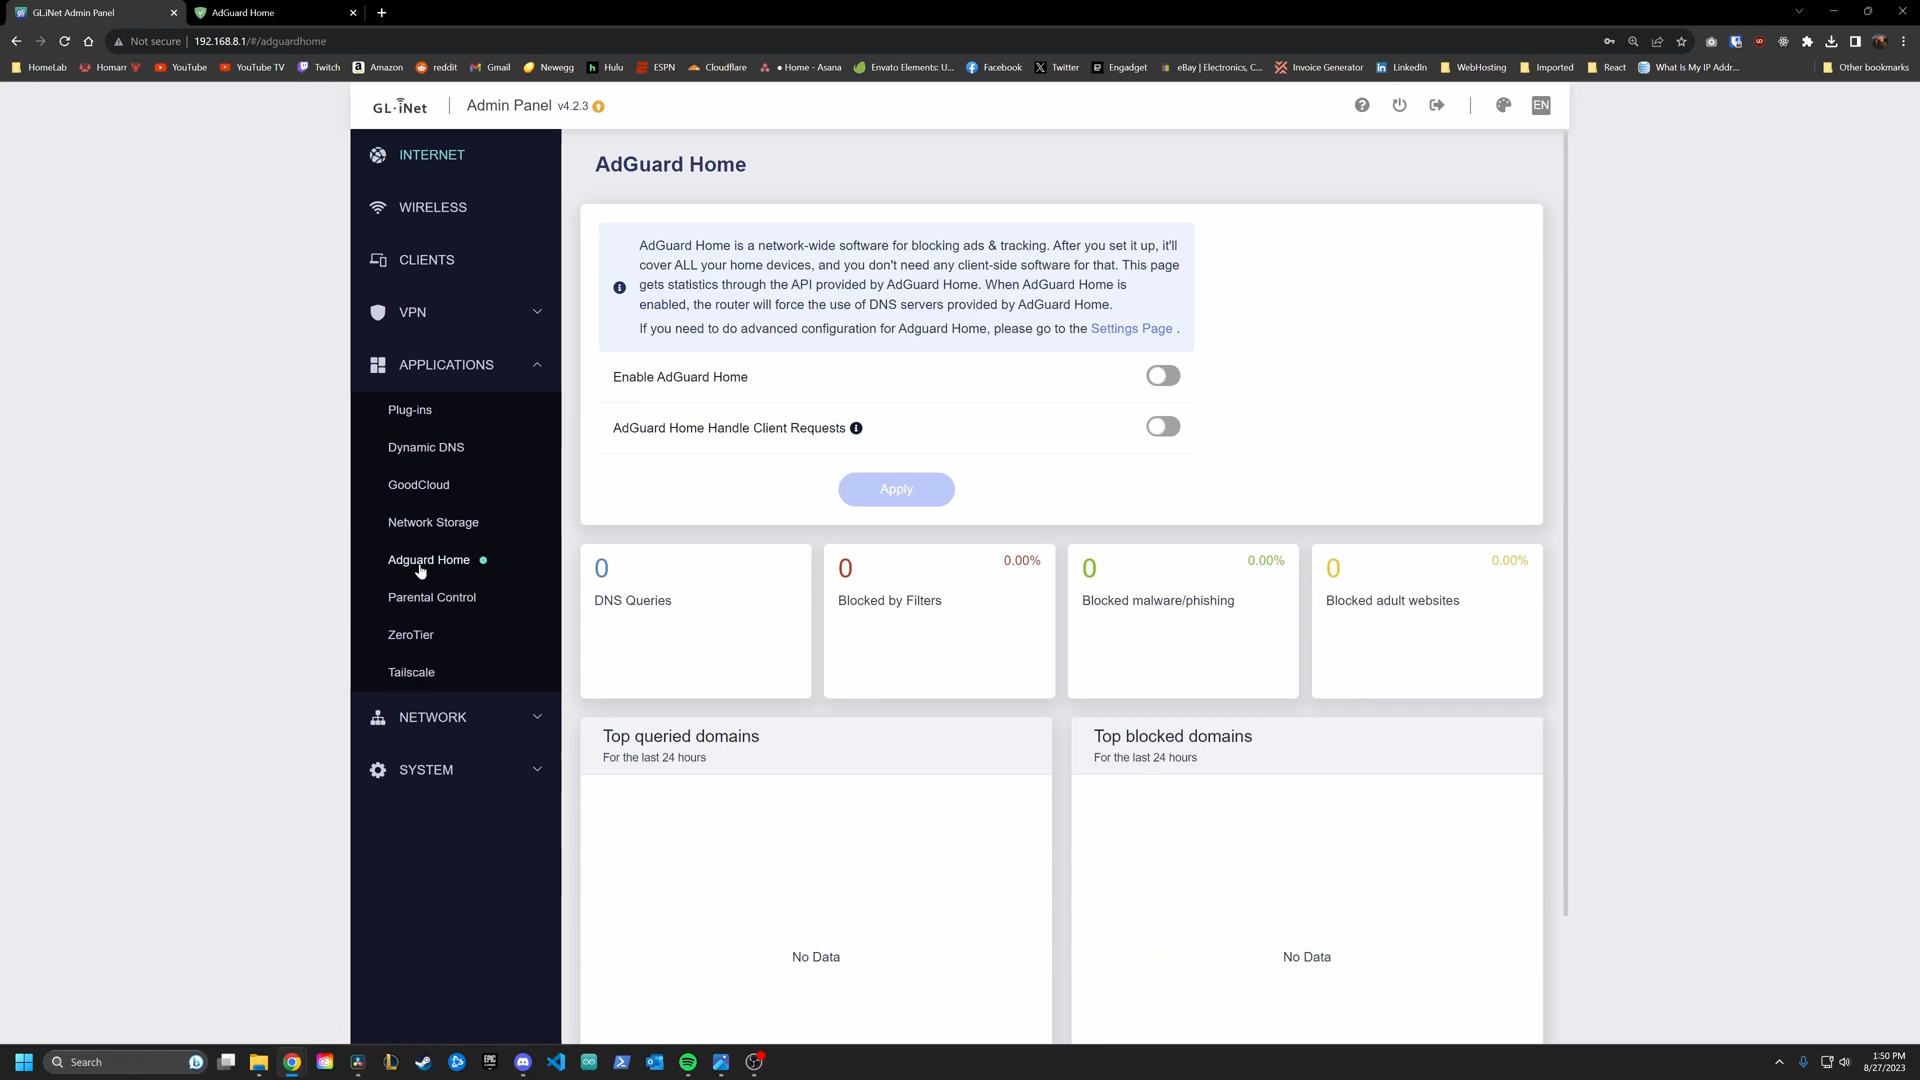 GL.iNet Admin Panel
AdGuard Home
Not secure
192.168.8.1/#/adguardhome
HomeLab
Homarr
YouTube
YouTube TV
Twitch
Amazon
reddit
Gmail
Newegg
Hulu
ESPN
Cloudflare
● Home - Asana
Envato Elements: U...
Facebook
Twitter
Engadget
eBay | Electronics, C...
Invoice Generator
LinkedIn
WebHosting
Imported
React
What Is My IP Addr...
Other bookmarks
GL·iNet
Admin Panel v4.2.3
EN
INTERNET
WIRELESS
CLIENTS
VPN
APPLICATIONS
Plug-ins
Dynamic DNS
GoodCloud
Network Storage
Adguard Home
Parental Control
ZeroTier
Tailscale
NETWORK
SYSTEM
AdGuard Home
AdGuard Home is a network-wide software for blocking ads & tracking. After you set it up, it'll
cover ALL your home devices, and you don't need any client-side software for that. This page
gets statistics through the API provided by AdGuard Home. When AdGuard Home is
enabled, the router will force the use of DNS servers provided by AdGuard Home.
If you need to do advanced configuration for Adguard Home, please go to the Settings Page .
Enable AdGuard Home
AdGuard Home Handle Client Requests
Apply
0
DNS Queries
0
0.00%
Blocked by Filters
0
0.00%
Blocked malware/phishing
0
0.00%
Blocked adult websites
Top queried domains
For the last 24 hours
No Data
Top blocked domains
For the last 24 hours
No Data
Search
1:50 PM
8/27/2023